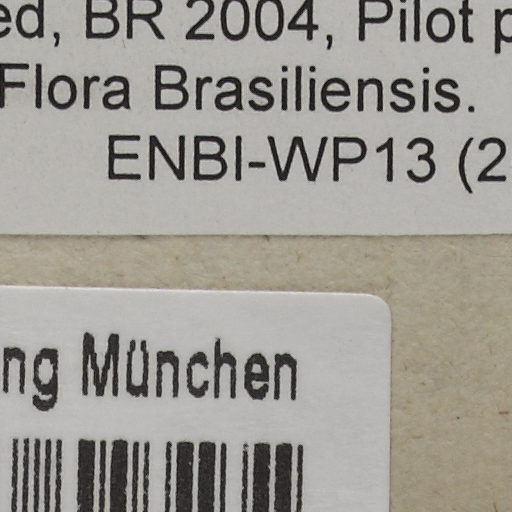 ed, BR 2004, Pilot p
Flora Brasiliensis.
ENBI-WP13 (2
ng München